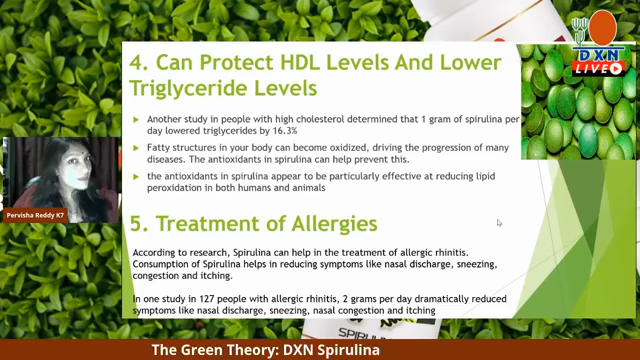 DXN
LIVE
4. Can Protect HDL Levels And Lower
Triglyceride Levels
Another study in people with high cholesterol determined that 1 gram of spirulina per
day lowered triglycerides by 16.3%
Fatty structures in your body can become oxidized, driving the progression of many
diseases. The antioxidants in spirulina can help prevent this.
the antioxidants in spirulina appear to be particularly effective at reducing lipid
peroxidation in both humans and animals
Pervisha Reddy K7
5. Treatment of Allergies
According to research, Spirulina can help in the treatment of allergic rhinitis.
Consumption of Spirulina helps in reducing symptoms like nasal discharge, sneezing,
congestion and itching.
In one study in 127 people with allergic rhinitis, 2 grams per day dramatically reduced
symptoms like nasal discharge, sneezing, nasal congestion and itching
The Green Theory: DXN Spirulina